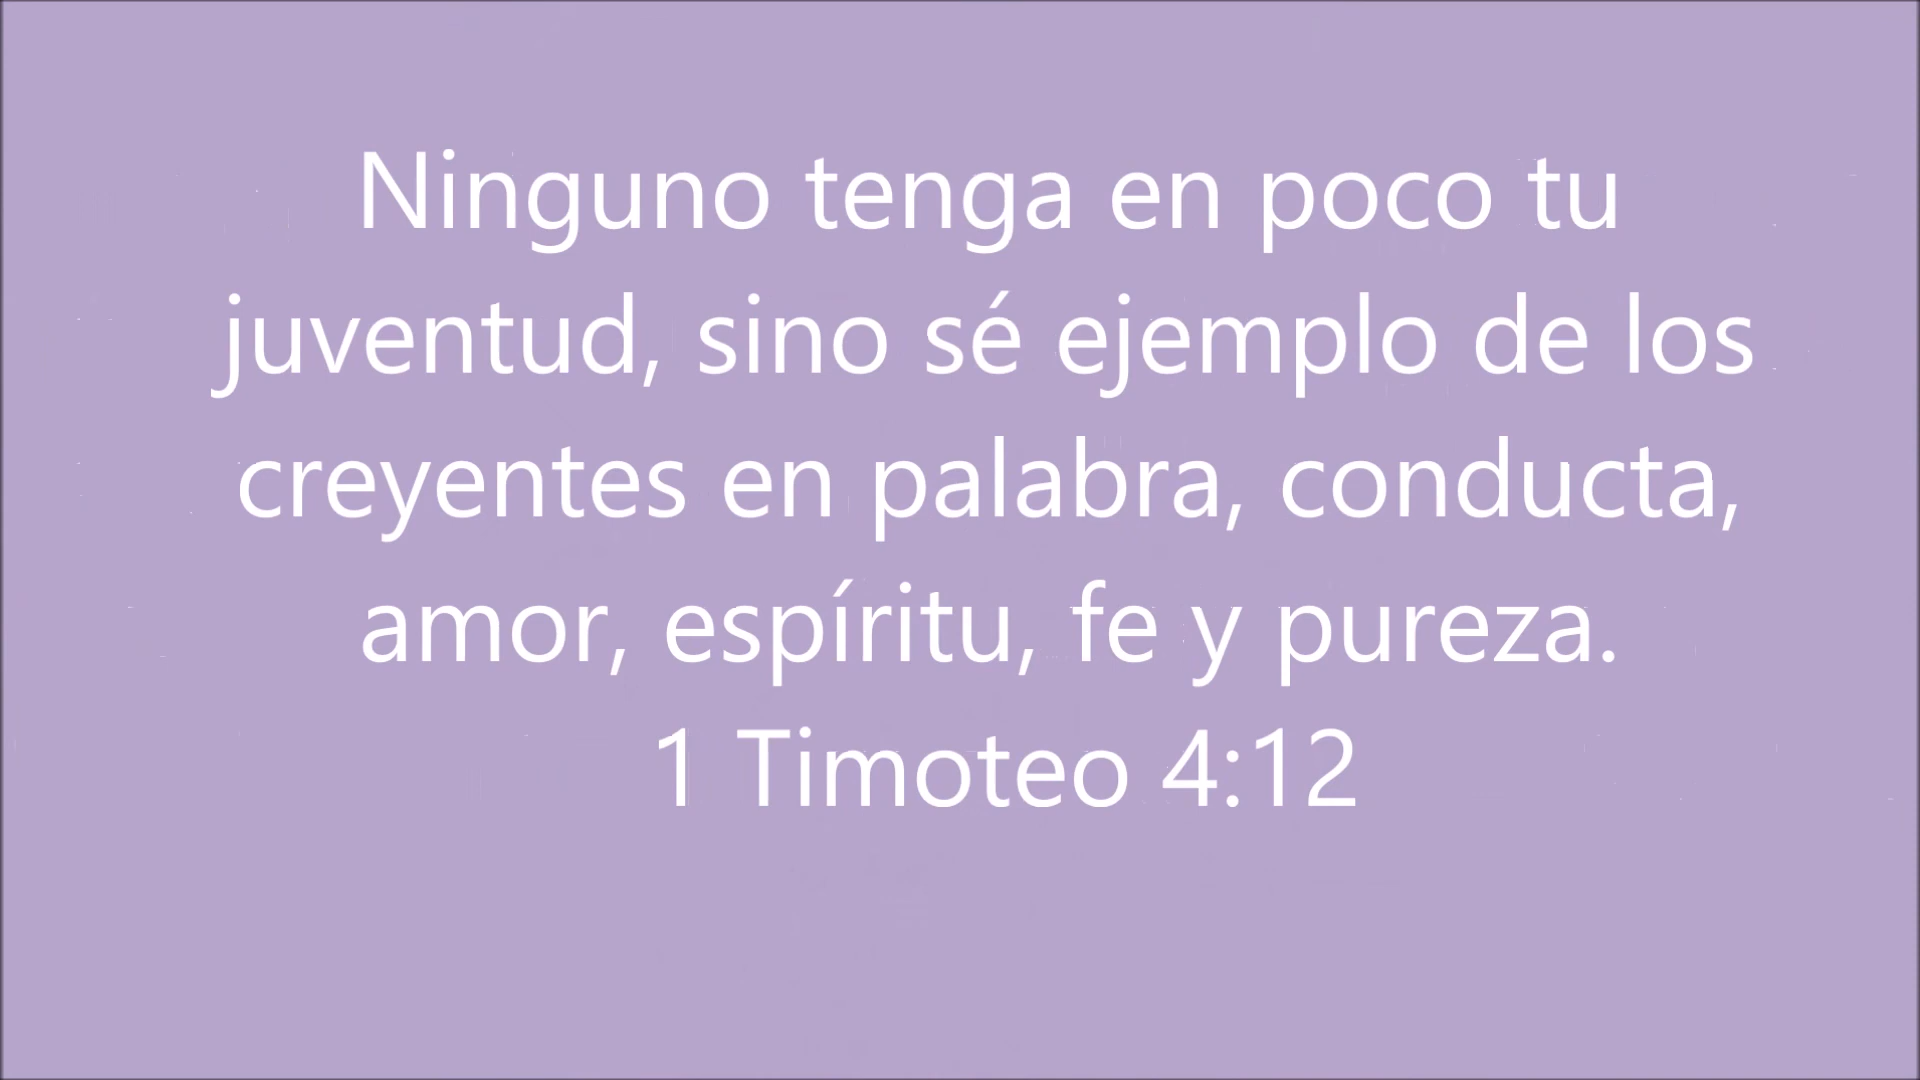 Ninguno tenga en poco tu
juventud, sino sé ejemplo de los
creyentes en palabra, conducta,
amor, espíritu, fe y pureza.
1 Timoteo 4:12